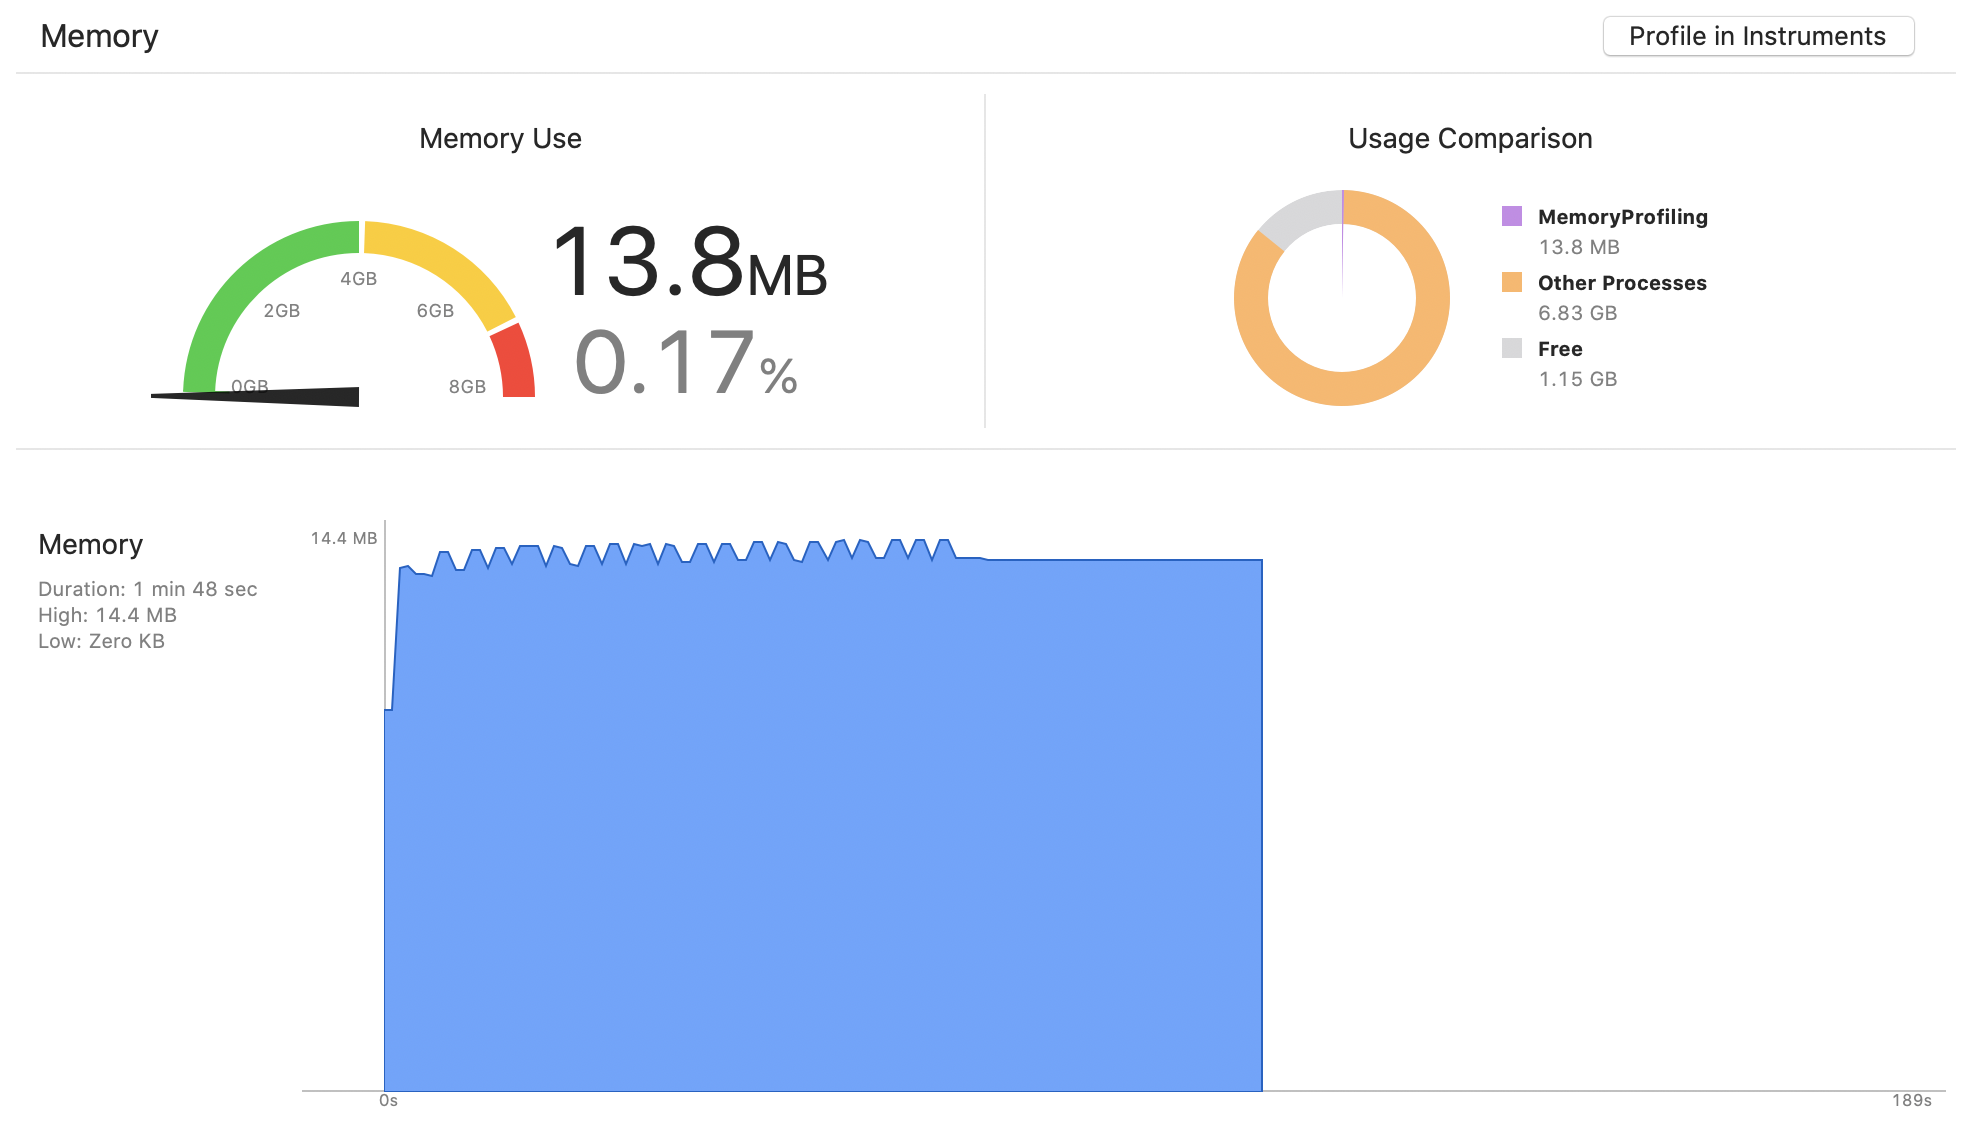 Memory
Profile in Instruments
Memory Use
0GB
2GB
4GB
6GB
8GB
13.8MB
0.17%
Usage Comparison
MemoryProfiling
13.8 MB
Other Processes
6.83 GB
Free
1.15 GB
Memory
Duration: 1 min 48 sec
High: 14.4 MB
Low: Zero KB
14.4 MB
0s
189s